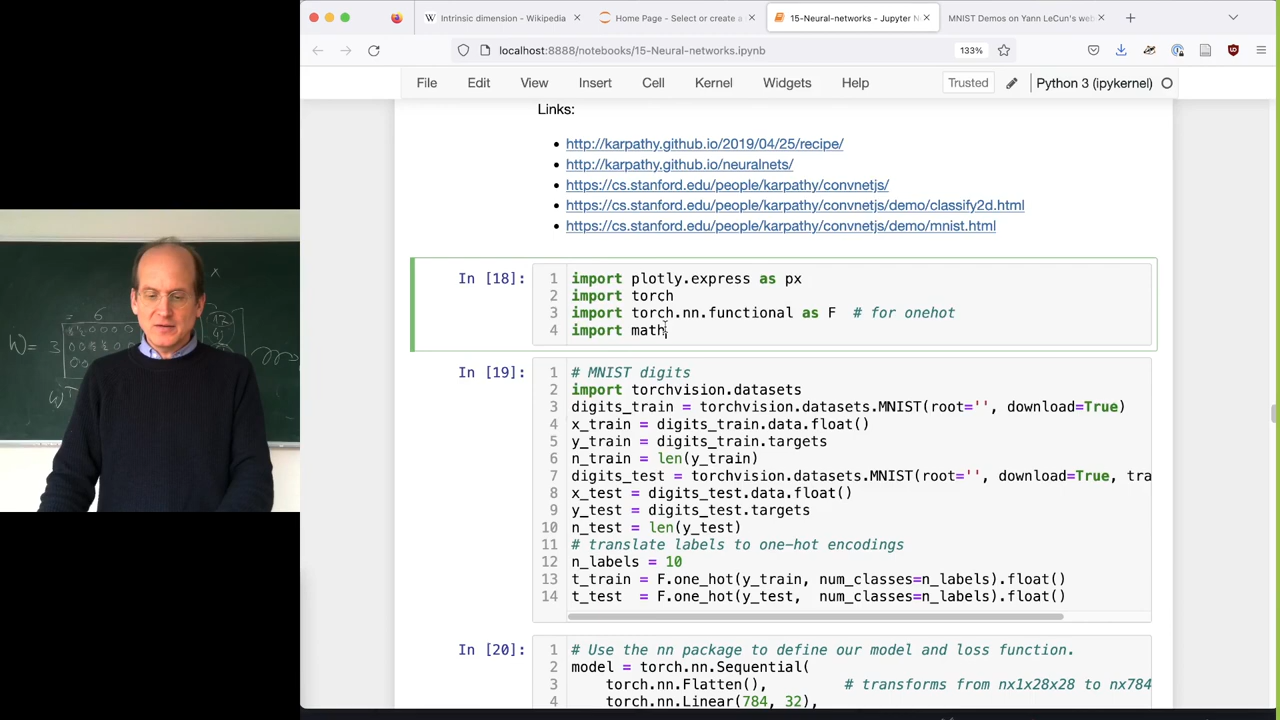 Intrinsic dimension - Wikipedia
Home Page - Select or create a
15-Neural-networks - Jupyter N
MNIST Demos on Yann LeCun's web
localhost:8888/notebooks/15-Neural-networks.ipynb
133%
File Edit View Insert Cell Kernel Widgets Help
Trusted
Python 3 (ipykernel)
Links:
http://karpathy.github.io/2019/04/25/recipe/
http://karpathy.github.io/neuralnets/
https://cs.stanford.edu/people/karpathy/convnetjs/
https://cs.stanford.edu/people/karpathy/convnetjs/demo/classify2d.html
https://cs.stanford.edu/people/karpathy/convnetjs/demo/mnist.html
In [18]:
1 import plotly.express as px
2 import torch
3 import torch.nn.functional as F # for onehot
4 import math
In [19]:
1 # MNIST digits
2 import torchvision.datasets
3 digits_train = torchvision.datasets.MNIST(root='', download=True)
4 x_train = digits_train.data.float()
5 y_train = digits_train.targets
6 n_train = len(y_train)
7 digits_test = torchvision.datasets.MNIST(root='', download=True, tra
8 x_test = digits_test.data.float()
9 y_test = digits_test.targets
10 n_test = len(y_test)
11 # translate labels to one-hot encodings
12 n_labels = 10
13 t_train = F.one_hot(y_train, num_classes=n_labels).float()
14 t_test  = F.one_hot(y_test,  num_classes=n_labels).float()
In [20]:
1 # Use the nn package to define our model and loss function.
2 model = torch.nn.Sequential(
3 torch.nn.Flatten(), # transforms from nx1x28x28 to nx784
4 torch.nn.Linear(784, 32),
W =
3
6
x